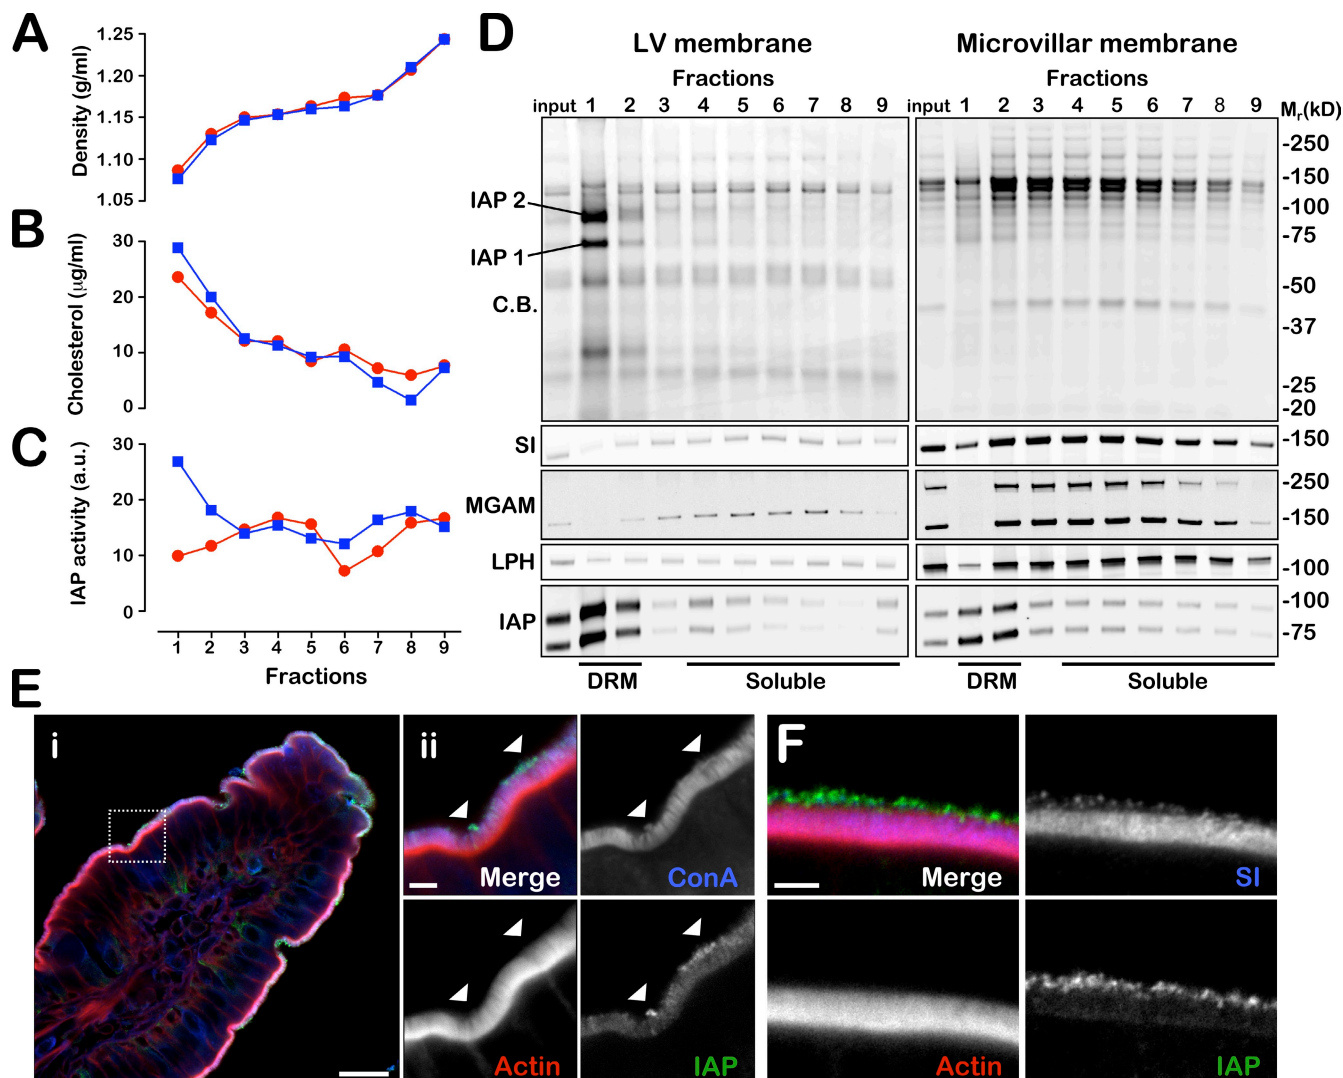 A
Density (g/ml)
1.25
1.20
1.15
1.10
1.05
B
Cholesterol (μg/ml)
30
20
10
0
C
IAP activity (a.u.)
30
20
10
0
1 2 3 4 5 6 7 8 9
Fractions
D
LV membrane
Fractions
input 1 2 3 4 5 6 7 8 9
IAP 2
IAP 1
C.B.
SI
MGAM
LPH
IAP
DRM
Soluble
Microvillar membrane
Fractions
input 1 2 3 4 5 6 7 8 9
Mr(kD)
-250
-150
-100
-75
-50
-37
-25
-20
-150
-250
-150
-100
-100
-75
DRM
Soluble
E
i
ii
Merge
ConA
Actin
IAP
F
Merge
SI
Actin
IAP